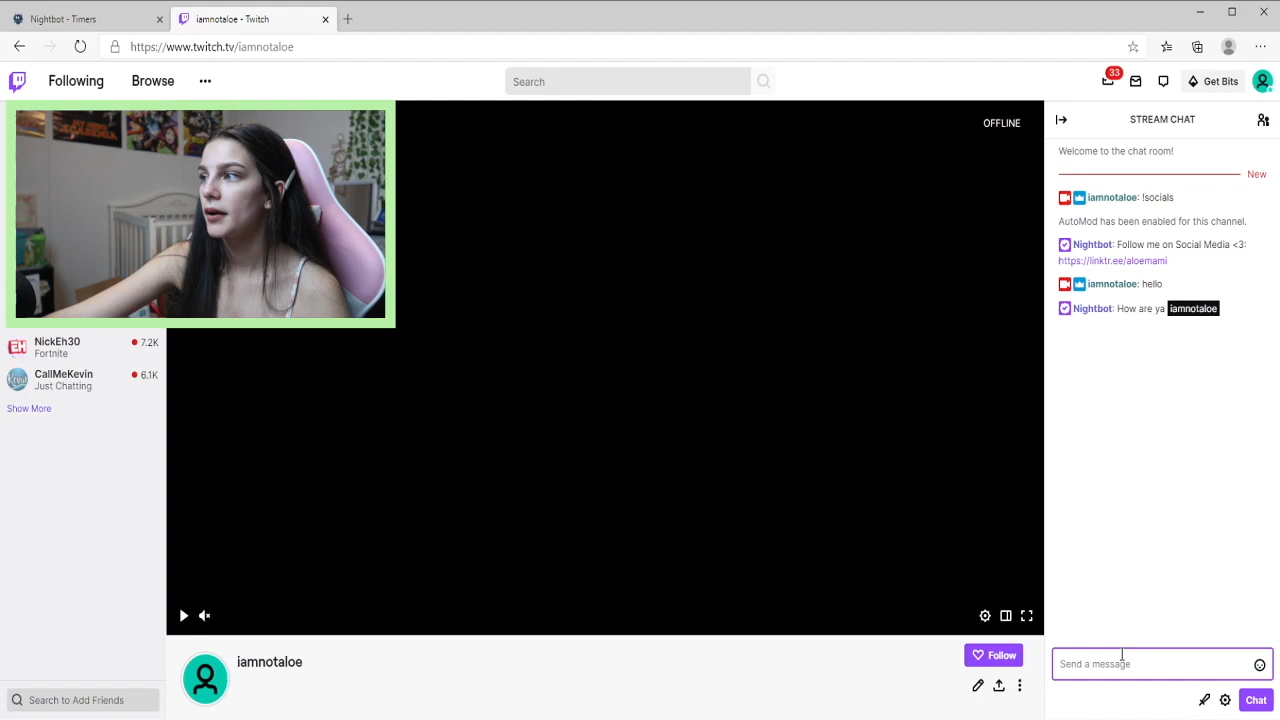 Nightbot - Timers
iamnotaloe - Twitch
https://www.twitch.tv/iamnotaloe
Following
Browse
Search
33
Get Bits
OFFLINE
STREAM CHAT
Welcome to the chat room!
New
iamnotaloe: !socials
AutoMod has been enabled for this channel.
Nightbot: Follow me on Social Media <3:
https://linktr.ee/aloemami
iamnotaloe: hello
Nightbot: How are ya iamnotaloe
NickEh30
7.2K
Fortnite
CallMeKevin
6.1K
Just Chatting
Show More
iamnotaloe
Follow
Send a message
Search to Add Friends
Chat